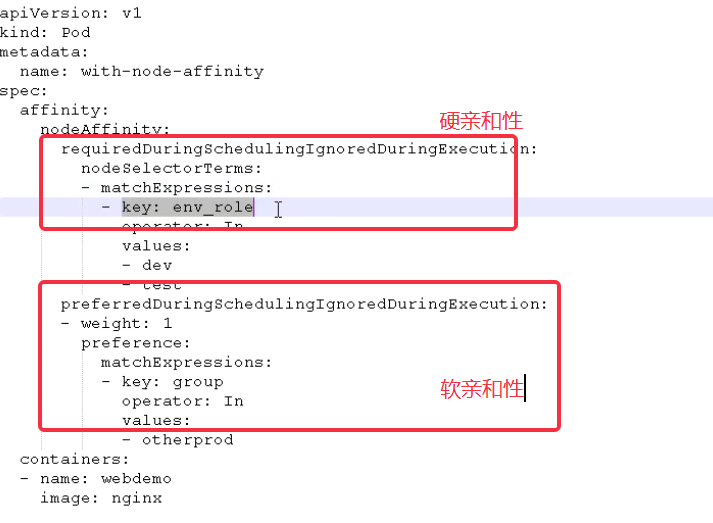 apiVersion: v1
kind: Pod
metadata:
  name: with-node-affinity
spec:
  affinity:
    nodeAffinity:
硬亲和性
      requiredDuringSchedulingIgnoredDuringExecution:
        nodeSelectorTerms:
        - matchExpressions:
          - key: env_role
            operator: In
            values:
            - dev
            - test
      preferredDuringSchedulingIgnoredDuringExecution:
      - weight: 1
        preference:
          matchExpressions:
          - key: group
            operator: In
软亲和性
            values:
            - otherprod
  containers:
  - name: webdemo
    image: nginx